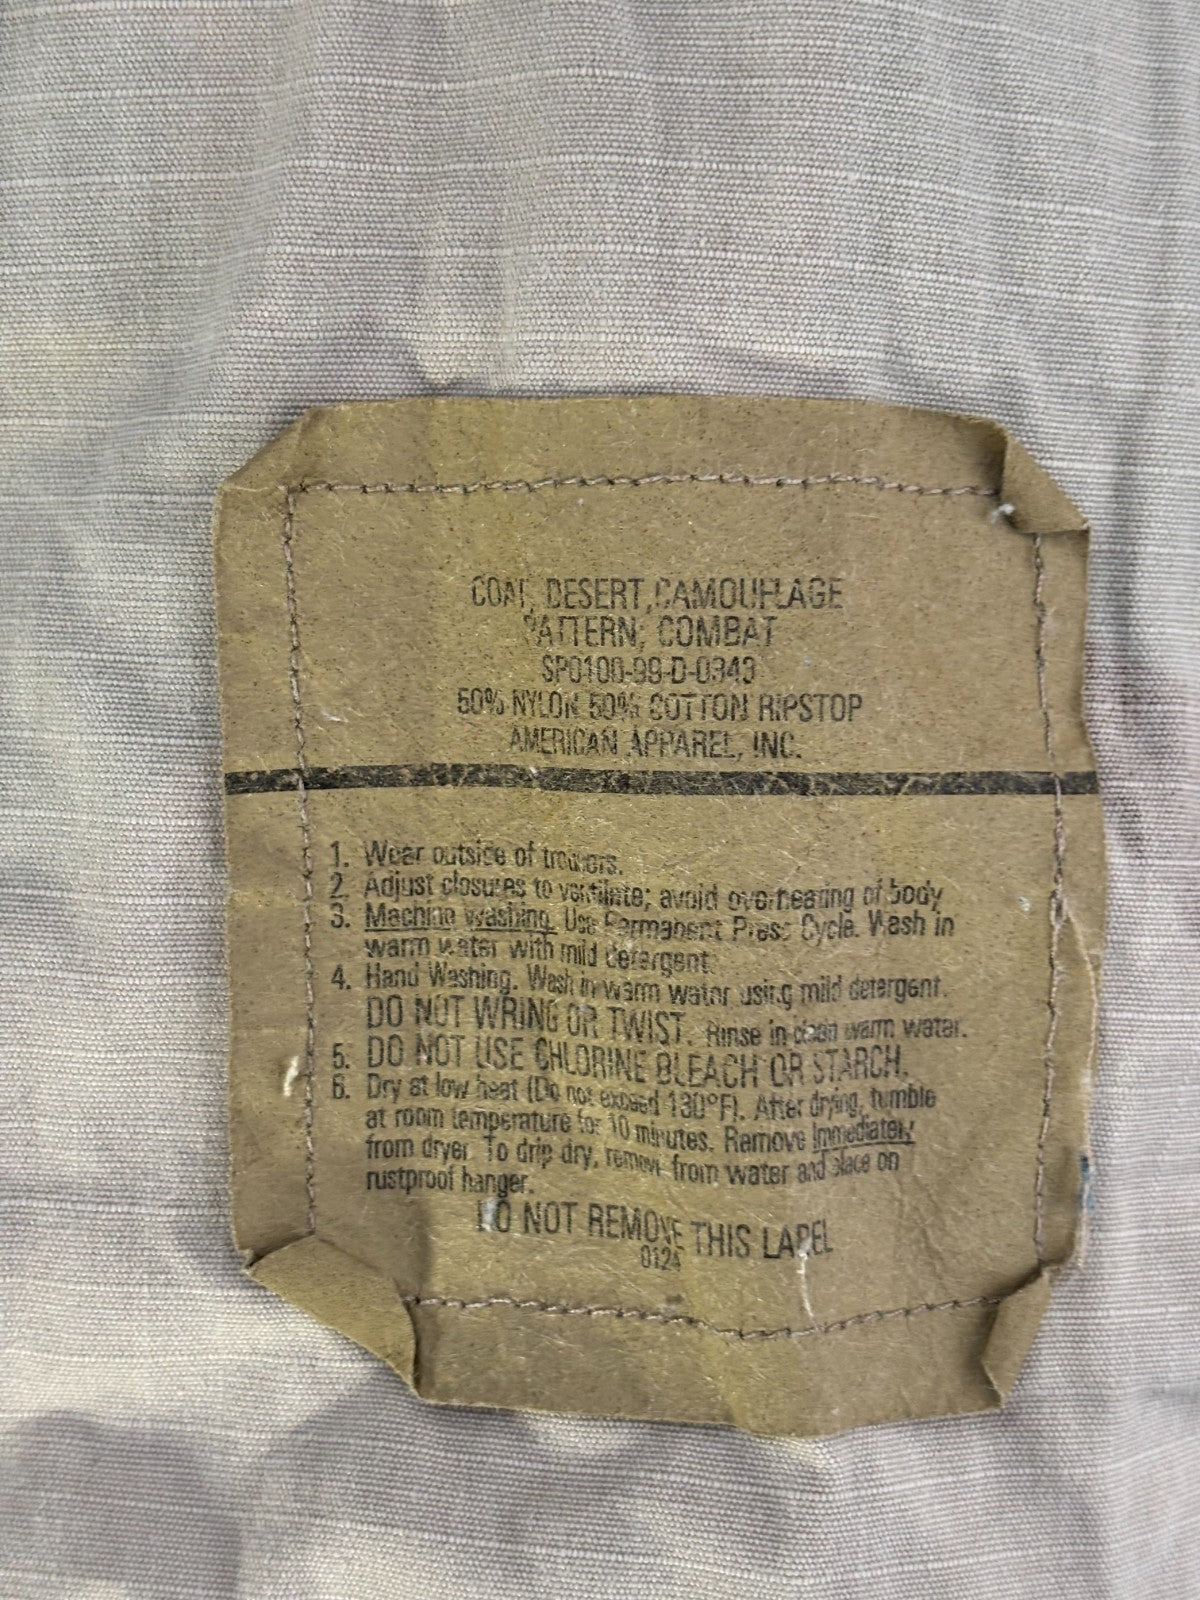 COAT, DESERT, CAMOUFLAGE
PATTERN; COMBAT
SP0100-99-D-0343
50% NYLON 50% COTTON RIPSTOP
AMERICAN APPAREL, INC.
1. Wear outside of trousers.
2. Adjust closures to ventilate; avoid overheating of body
3. Machine washing. Use Permanent Press Cycle. Wash in
warm water with mild detergent.
4. Hand Washing. Wash in warm water using mild detergent.
DO NOT WRING OR TWIST. Rinse in clean warm water.
5. DO NOT USE CHLORINE BLEACH OR STARCH.
6. Dry at low heat (Do not exceed 130°F). After drying, tumble
at room temperature for 10 minutes. Remove immediately
from dryer. To drip dry, remove from water and place on
rustproof hanger.
DO NOT REMOVE THIS LABEL
0124